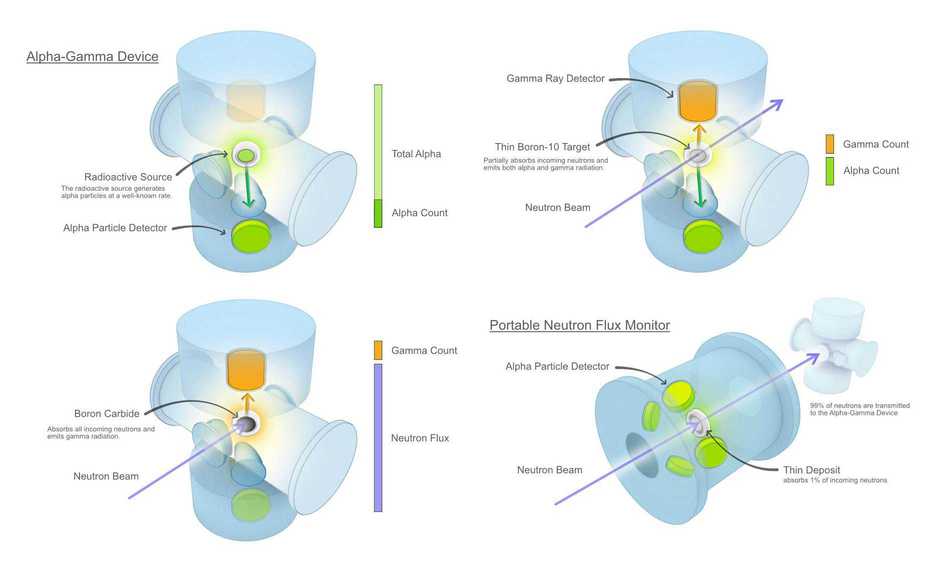 Alpha-Gamma Device
Total Alpha
Radioactive Source
The radioactive source generates
alpha particles at a well-known rate.
Alpha Count
Alpha Particle Detector
Gamma Ray Detector
Thin Boron-10 Target
Partially absorbs incoming neutrons and
emits both alpha and gamma radiation.
Neutron Beam
Gamma Count
Alpha Count
Gamma Count
Boron Carbide
Absorbs all incoming neutrons and
emits gamma radiation.
Neutron Flux
Neutron Beam
Portable Neutron Flux Monitor
Alpha Particle Detector
99% of neutrons are transmitted
to the Alpha-Gamma Device
Neutron Beam
Thin Deposit
absorbs 1% of incoming neutrons